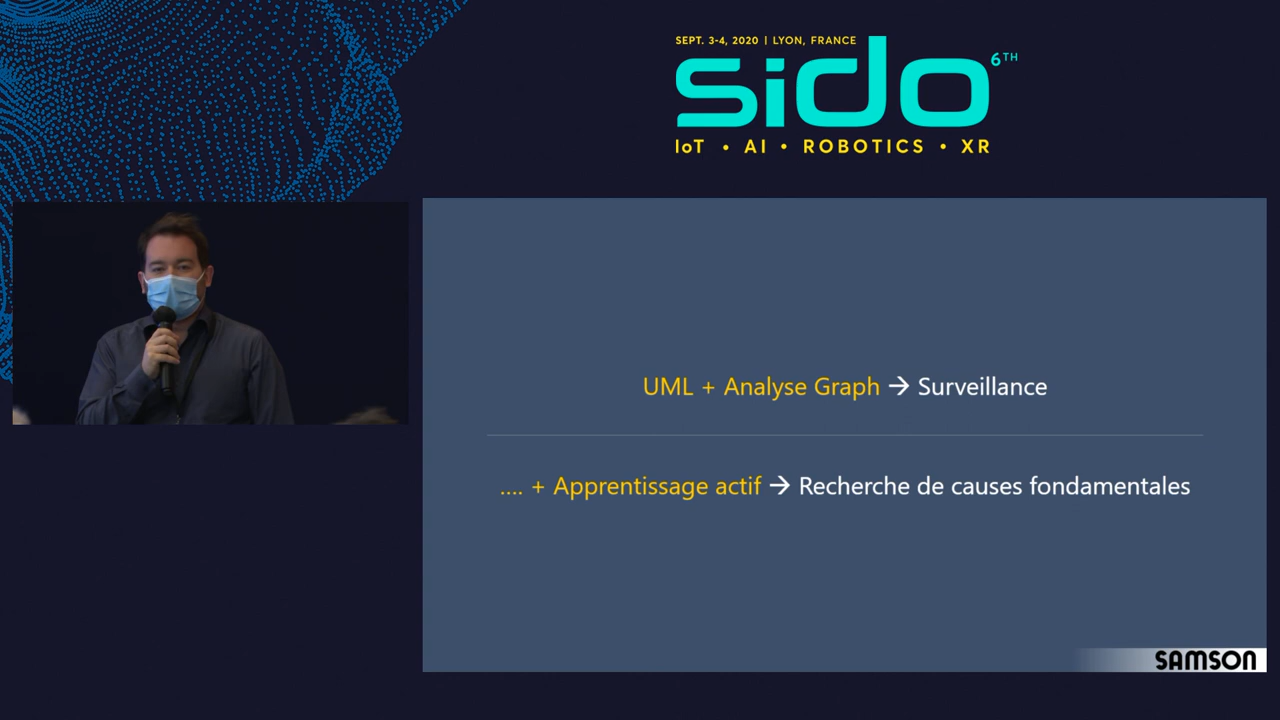 SEPT. 3-4, 2020 | LYON, FRANCE
sido 6TH
IoT • AI • ROBOTICS • XR
UML + Analyse Graph → Surveillance
.... + Apprentissage actif → Recherche de causes fondamentales
SAMSON